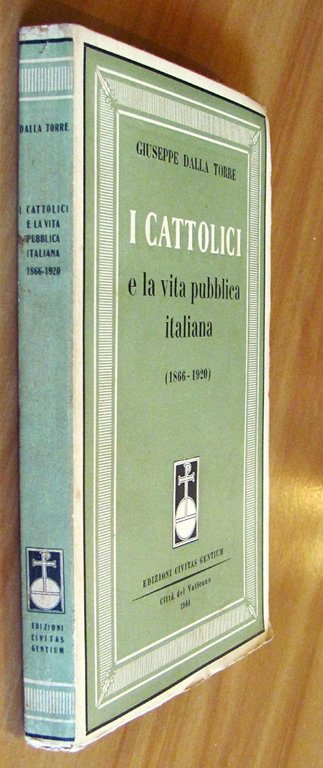 DALLA TORRE
I CATTOLICI
E LA VITA
PUBBLICA
ITALIANA
1866-1920
EDIZIONI
CIVITAS
GENTIUM
GIUSEPPE DALLA TORRE
I CATTOLICI
e la vita pubblica
italiana
(1866-1920)
EDIZIONI CIVITAS GENTIUM
Città del Vaticano
1944